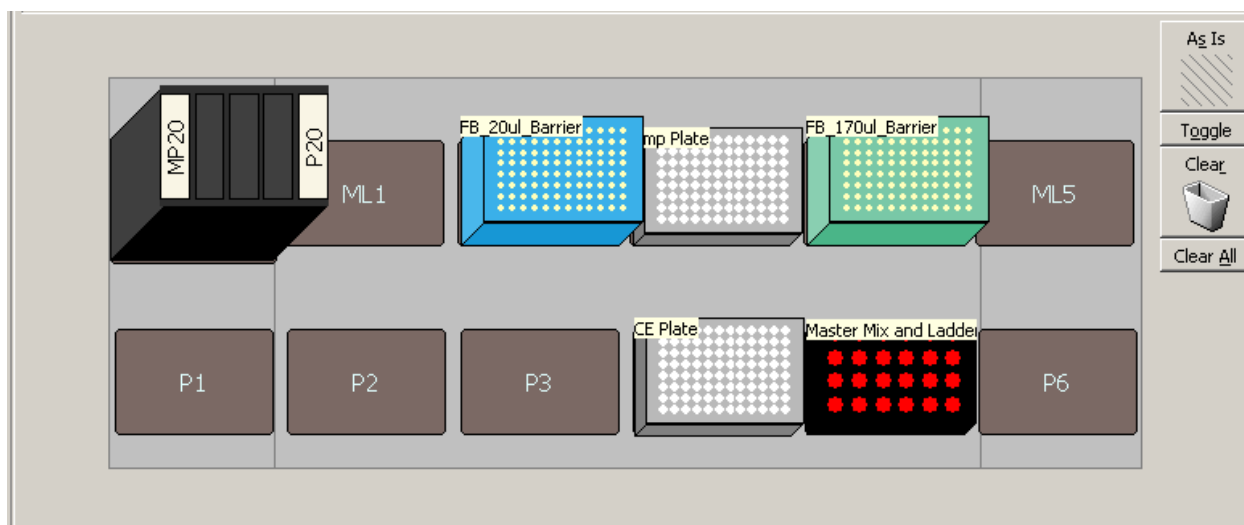 As Is
Toggle
Clear
Clear All
MP20
P20
ML1
FB_20ul_Barrier
mp Plate
FB_170ul_Barrier
ML5
P1
P2
P3
CE Plate
Master Mix and Ladder
P6